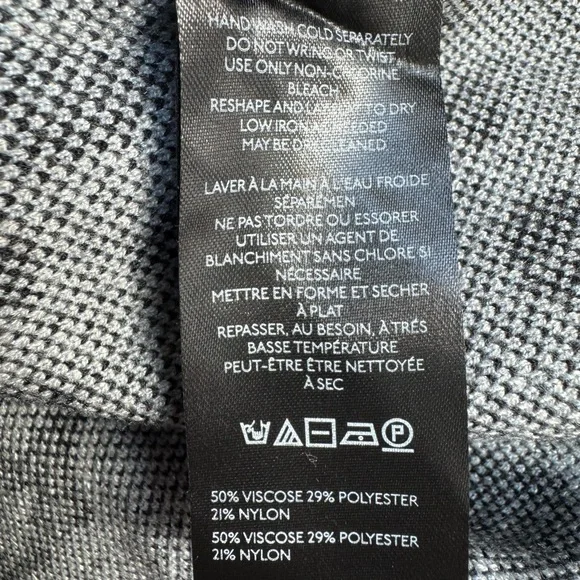 HAND WASH COLD SEPARATELY
DO NOT WRING OR TWIST
USE ONLY NON-CHLORINE
BLEACH.
RESHAPE AND LAY FLAT TO DRY
LOW IRON AS NEEDED
MAY BE DRY CLEANED
LAVER À LA MAIN À L'EAU FROIDE
SÉPARÉMEN
NE PAS TORDRE OU ESSORER
UTILISER UN AGENT DE
BLANCHIMENT SANS CHLORE SI
NÉCESSAIRE
METTRE EN FORME ET SECHER
À PLAT
REPASSER, AU BESOIN, À TRÉS
BASSE TEMPÉRATURE
PEUT-ÊTRE ÊTRE NETTOYÉE
À SEC
P
50% VISCOSE 29% POLYESTER
21% NYLON
50% VISCOSE 29% POLYESTER
21% NYLON